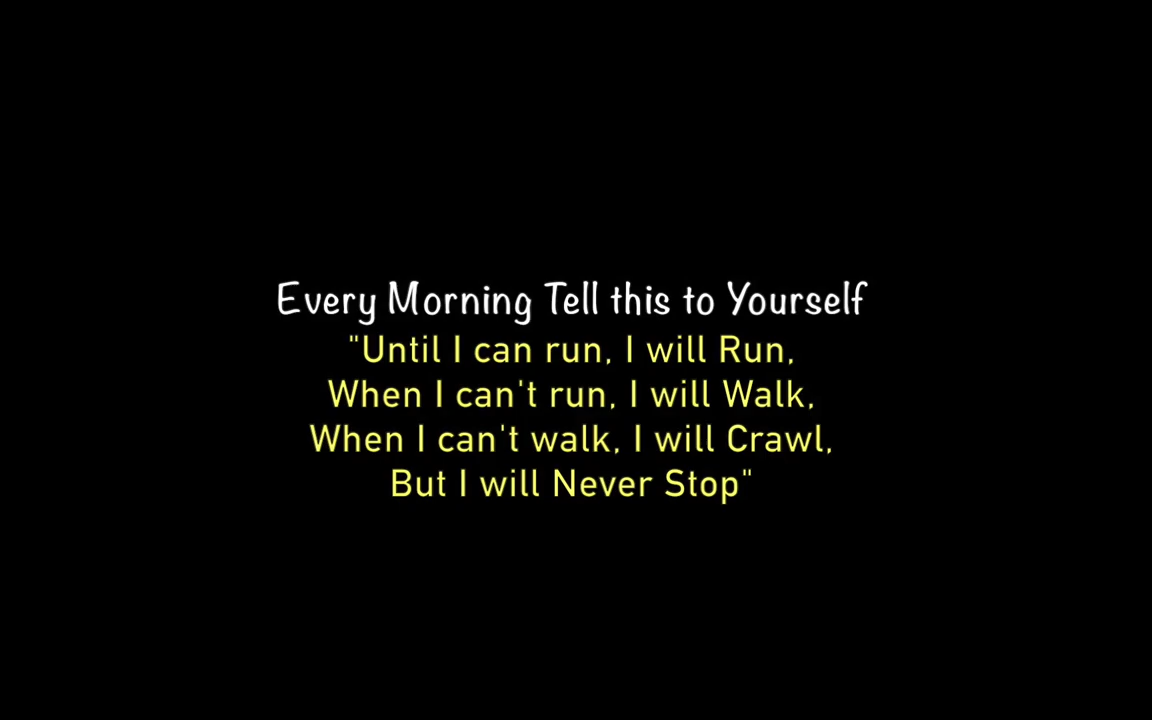 Every Morning Tell this to Yourself
"Until I can run, I will Run,
When I can't run, I will Walk,
When I can't walk, I will Crawl,
But I will Never Stop"